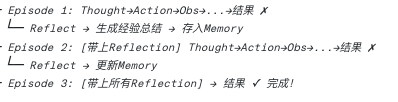 Episode 1: Thought→Action→Obs→...→结果 ✗
└─ Reflect → 生成经验总结 → 存入Memory
Episode 2: [带上Reflection] Thought→Action→Obs→...→结果 ✗
└─ Reflect → 更新Memory
Episode 3: [带上所有Reflection] → 结果 ✓ 完成!